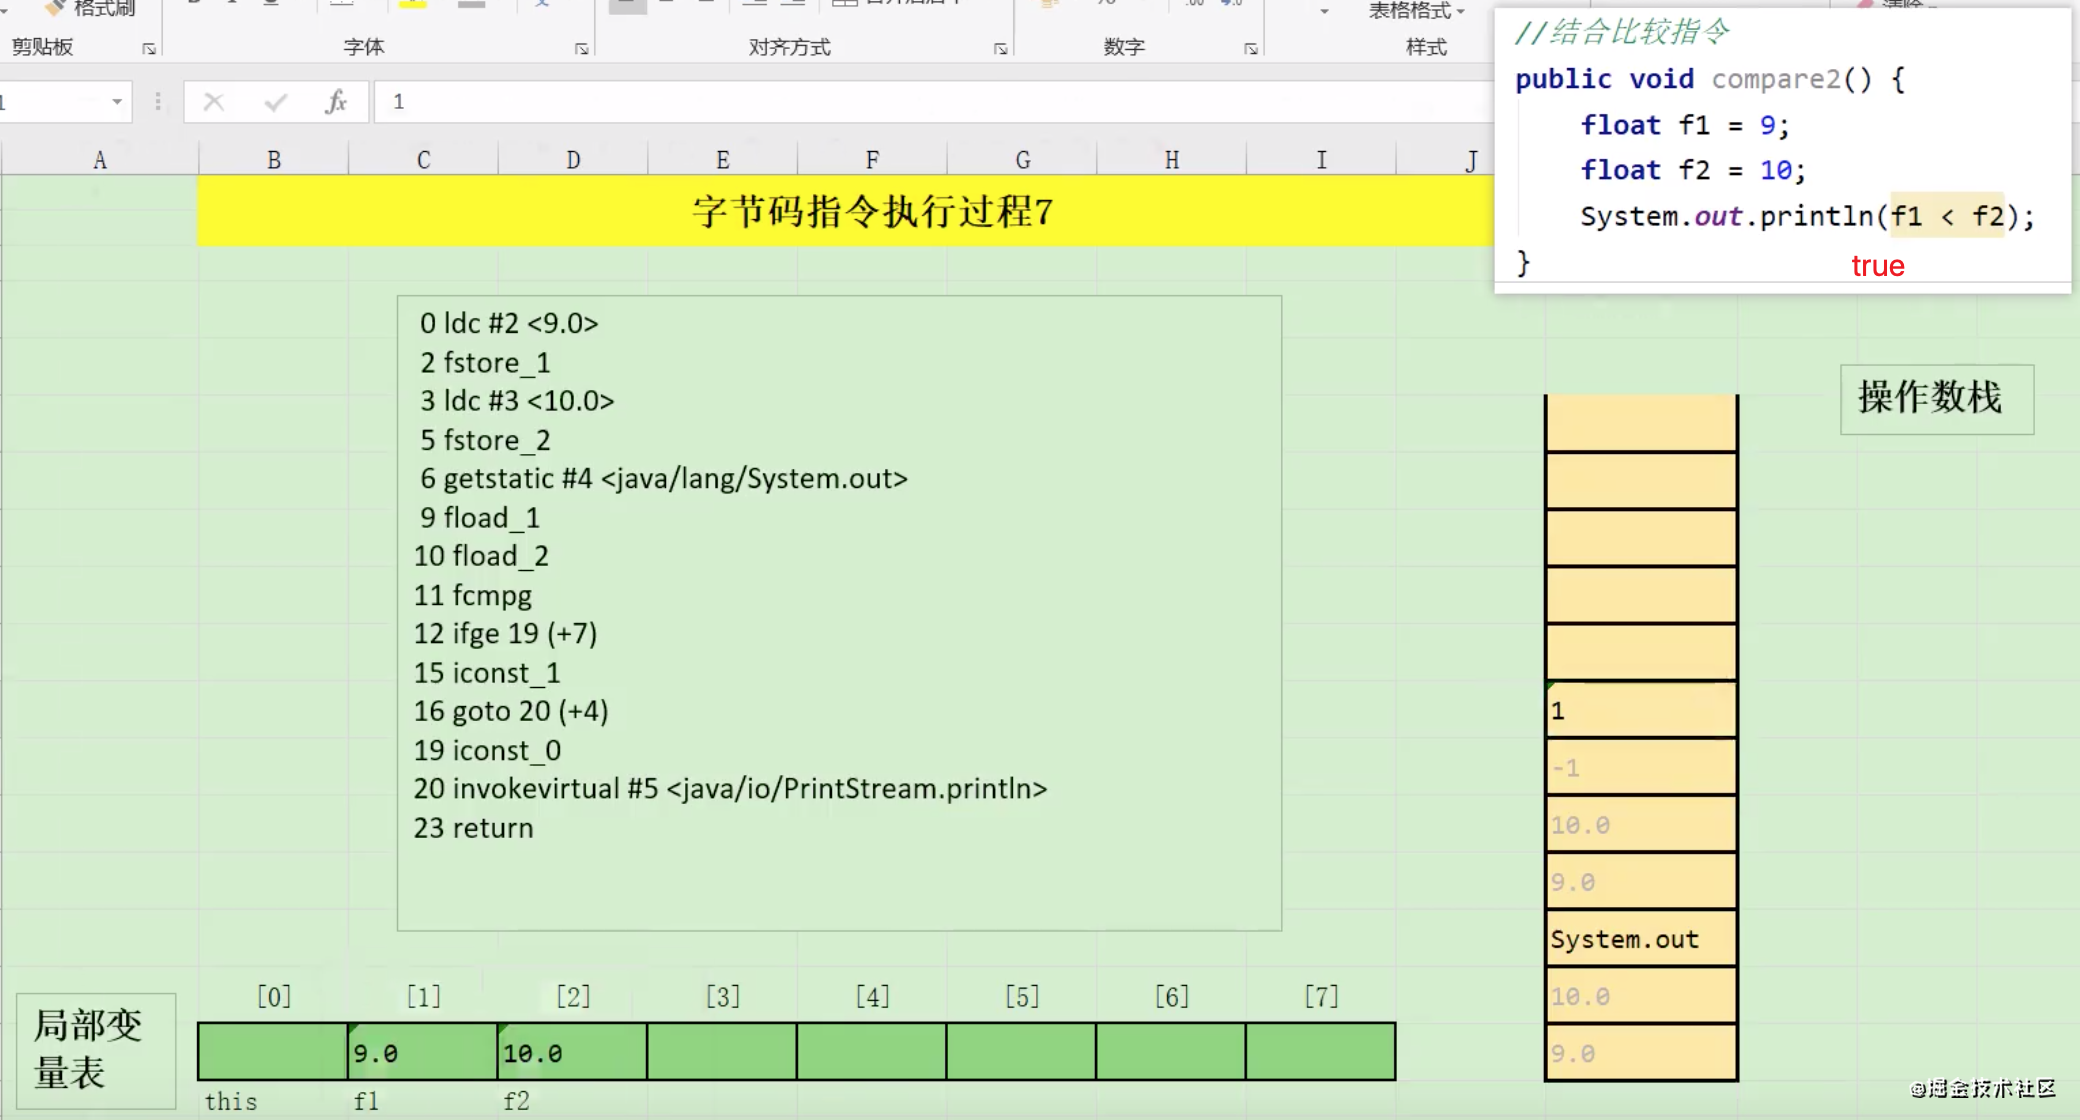 格式刷
表格格式
剪贴板
字体
对齐方式
数字
样式
fx
1
A B C D E F G H I J
字节码指令执行过程7
//结合比较指令
public void compare2() {
float f1 = 9;
float f2 = 10;
System.out.println(f1 < f2);
}
true
0 ldc #2 <9.0>
2 fstore_1
3 ldc #3 <10.0>
5 fstore_2
6 getstatic #4 <java/lang/System.out>
9 fload_1
10 fload_2
11 fcmpg
12 ifge 19 (+7)
15 iconst_1
16 goto 20 (+4)
19 iconst_0
20 invokevirtual #5 <java/io/PrintStream.println>
23 return
操作数栈
1
-1
10.0
9.0
System.out
10.0
9.0
[0] [1] [2] [3] [4] [5] [6] [7]
局部变
量表
9.0 10.0
this f1 f2
@掘金技术社区